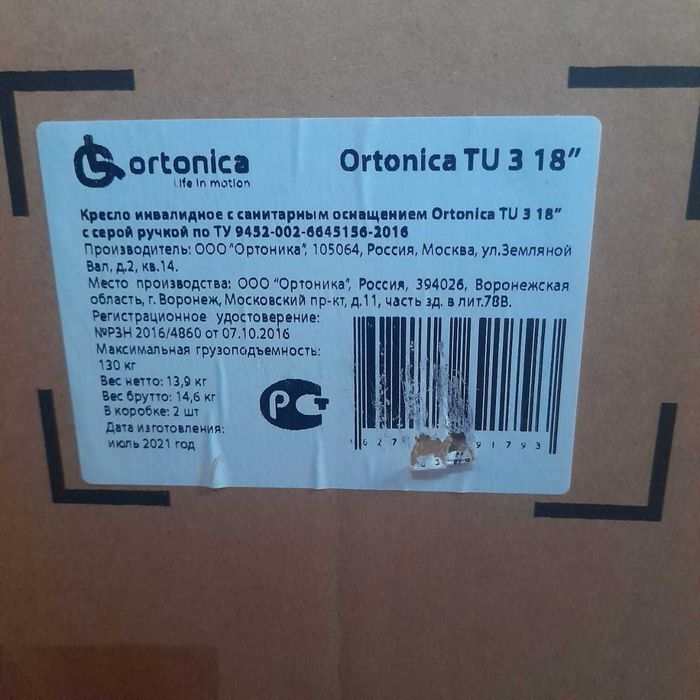 ortonica
Life in motion
Ortonica TU 3 18”
Кресло инвалидное с санитарным оснащением Ortonica TU 3 18”
с серой ручкой по ТУ 9452-002-6645156-2016
Производитель: ООО “Ортоника”, 105064, Россия, Москва, ул.Земляной
Вал, д.2, кв.14.
Место производства: ООО “Ортоника”, Россия, 394026, Воронежская
область, г. Воронеж, Московский пр-кт, д.11, часть зд. в лит.78В.
Регистрационное удостоверение:
№РЗН 2016/4860 от 07.10.2016
Максимальная грузоподъемность:
130 кг
Вес нетто: 13,9 кг
Вес брутто: 14,6 кг
В коробке: 2 шт
Дата изготовления:
июль 2021 год
РСТ